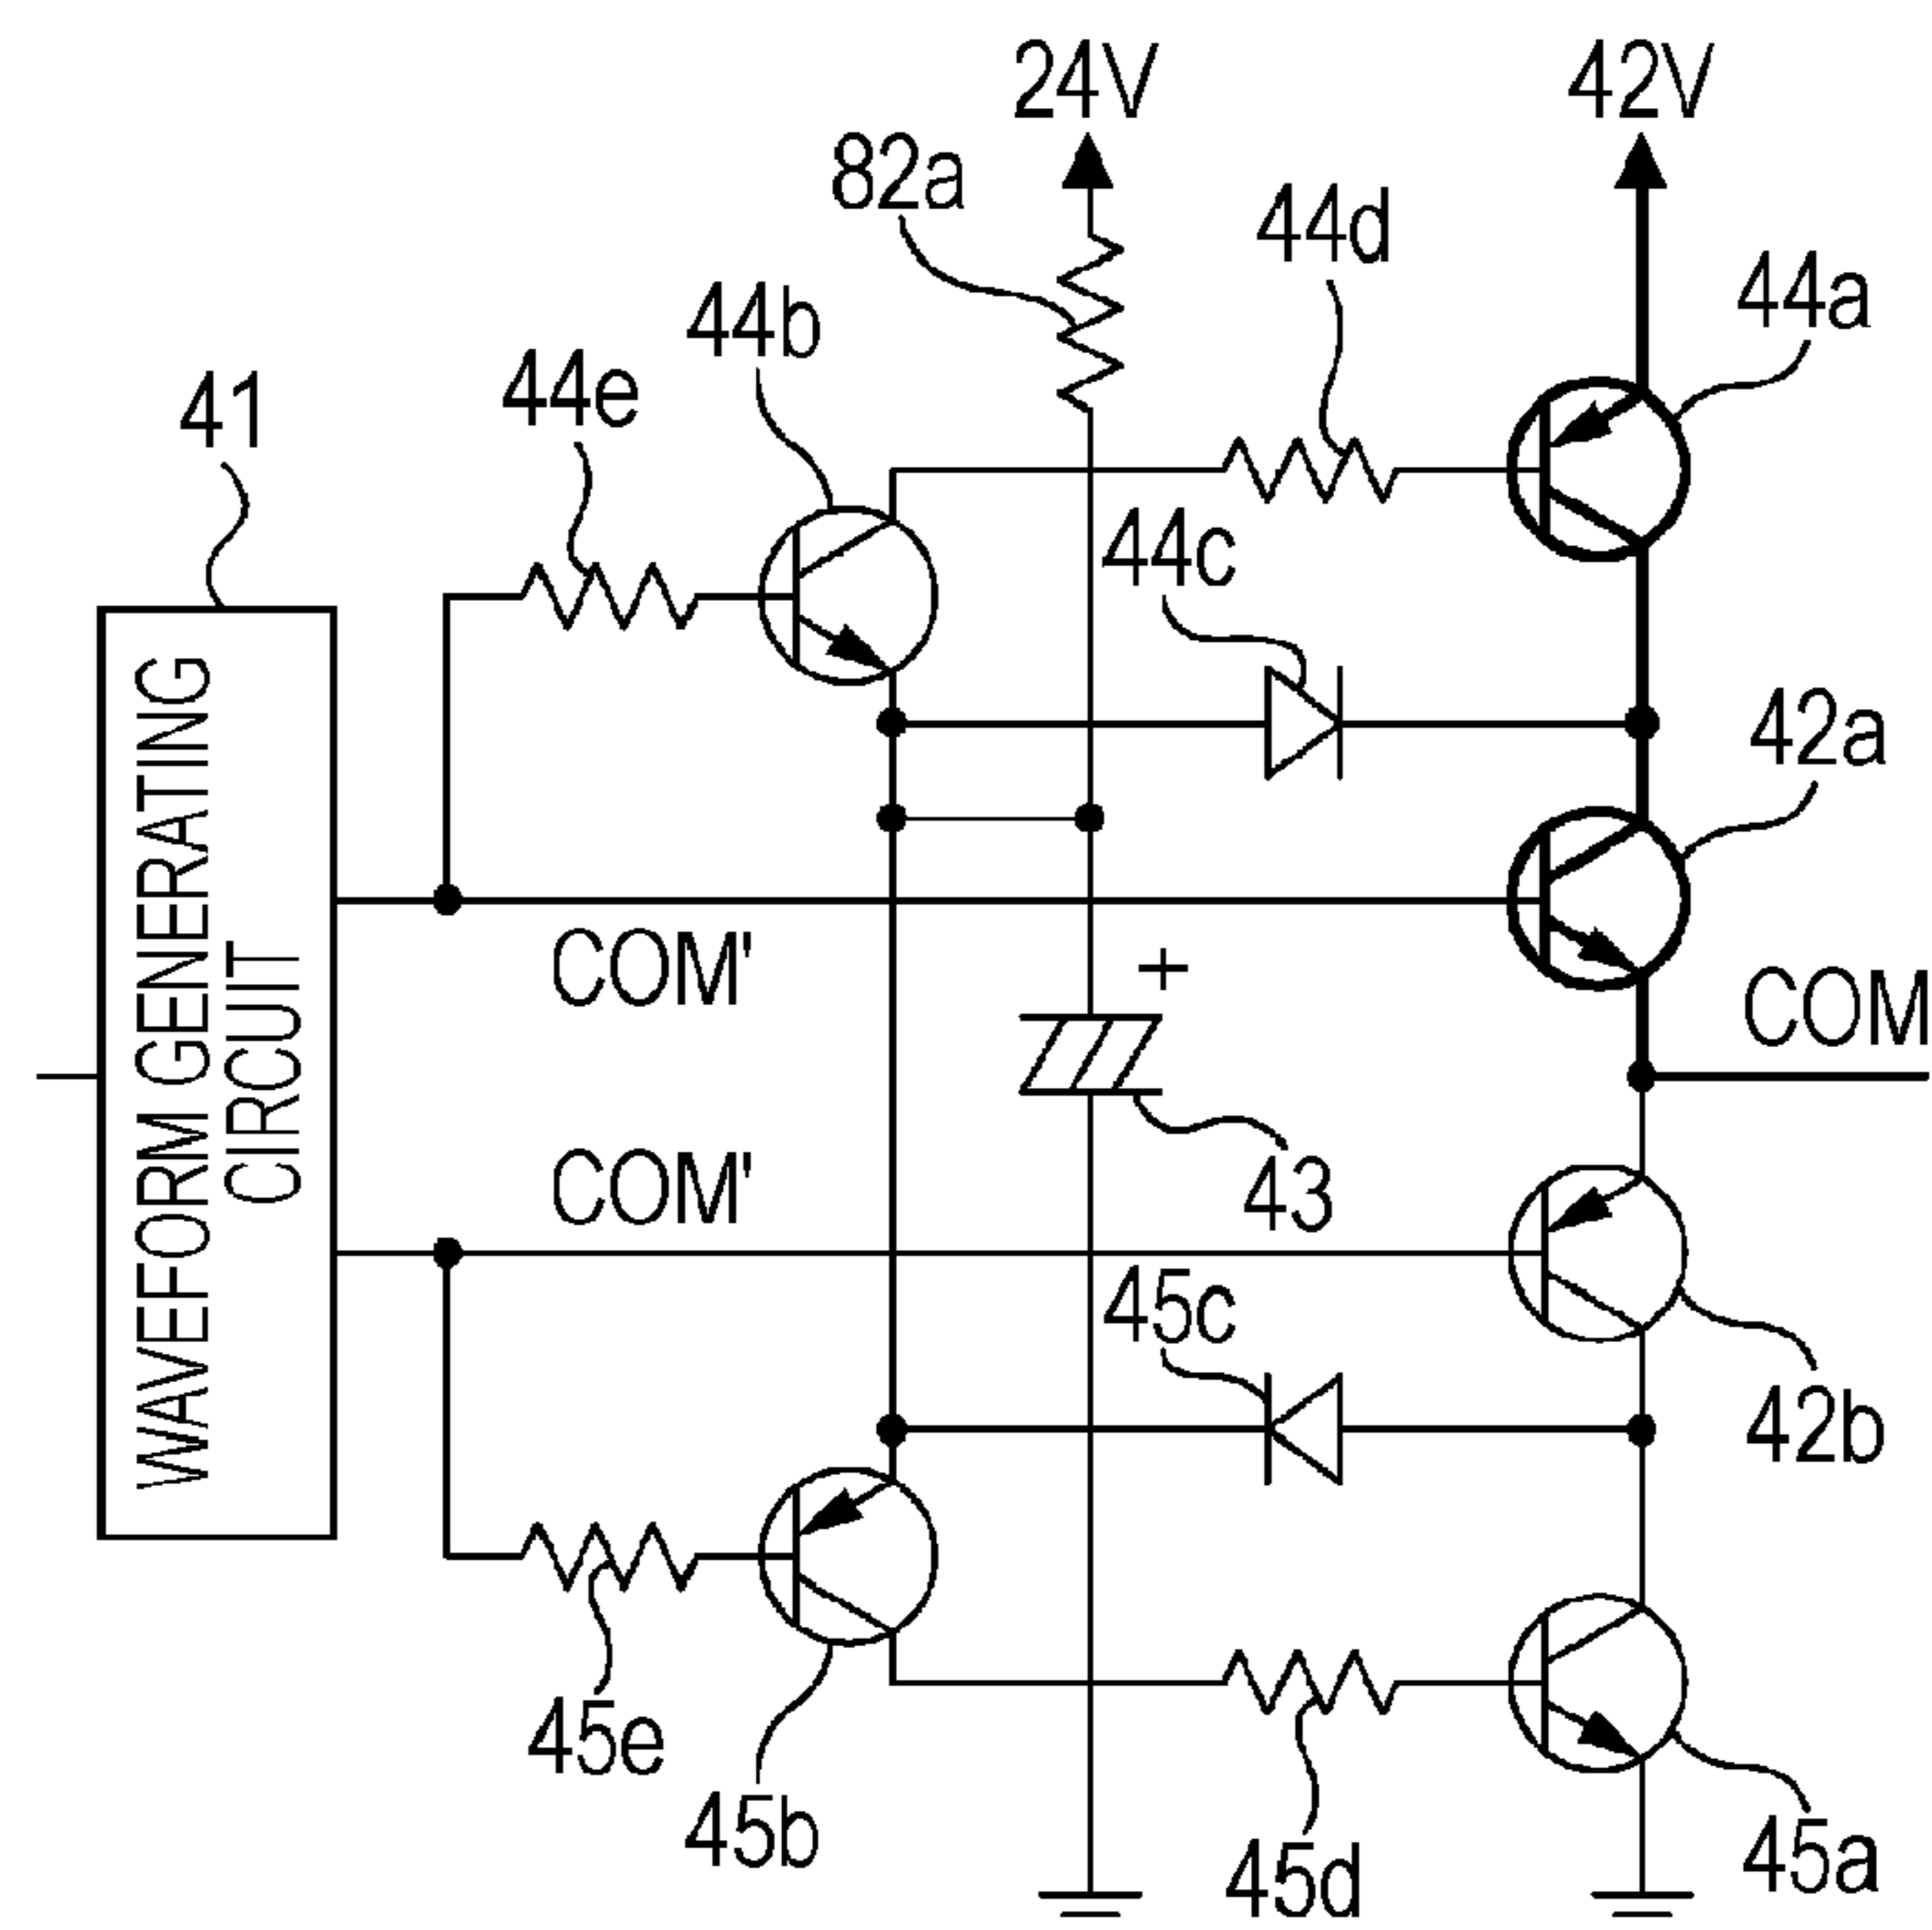 24V
42V
82a
44d
44a
44b
44e
41
44c
42a
WAVEFORM GENERATING
CIRCUIT
COM'
+
COM
COM'
43
45c
42b
45e
45b
45d
45a